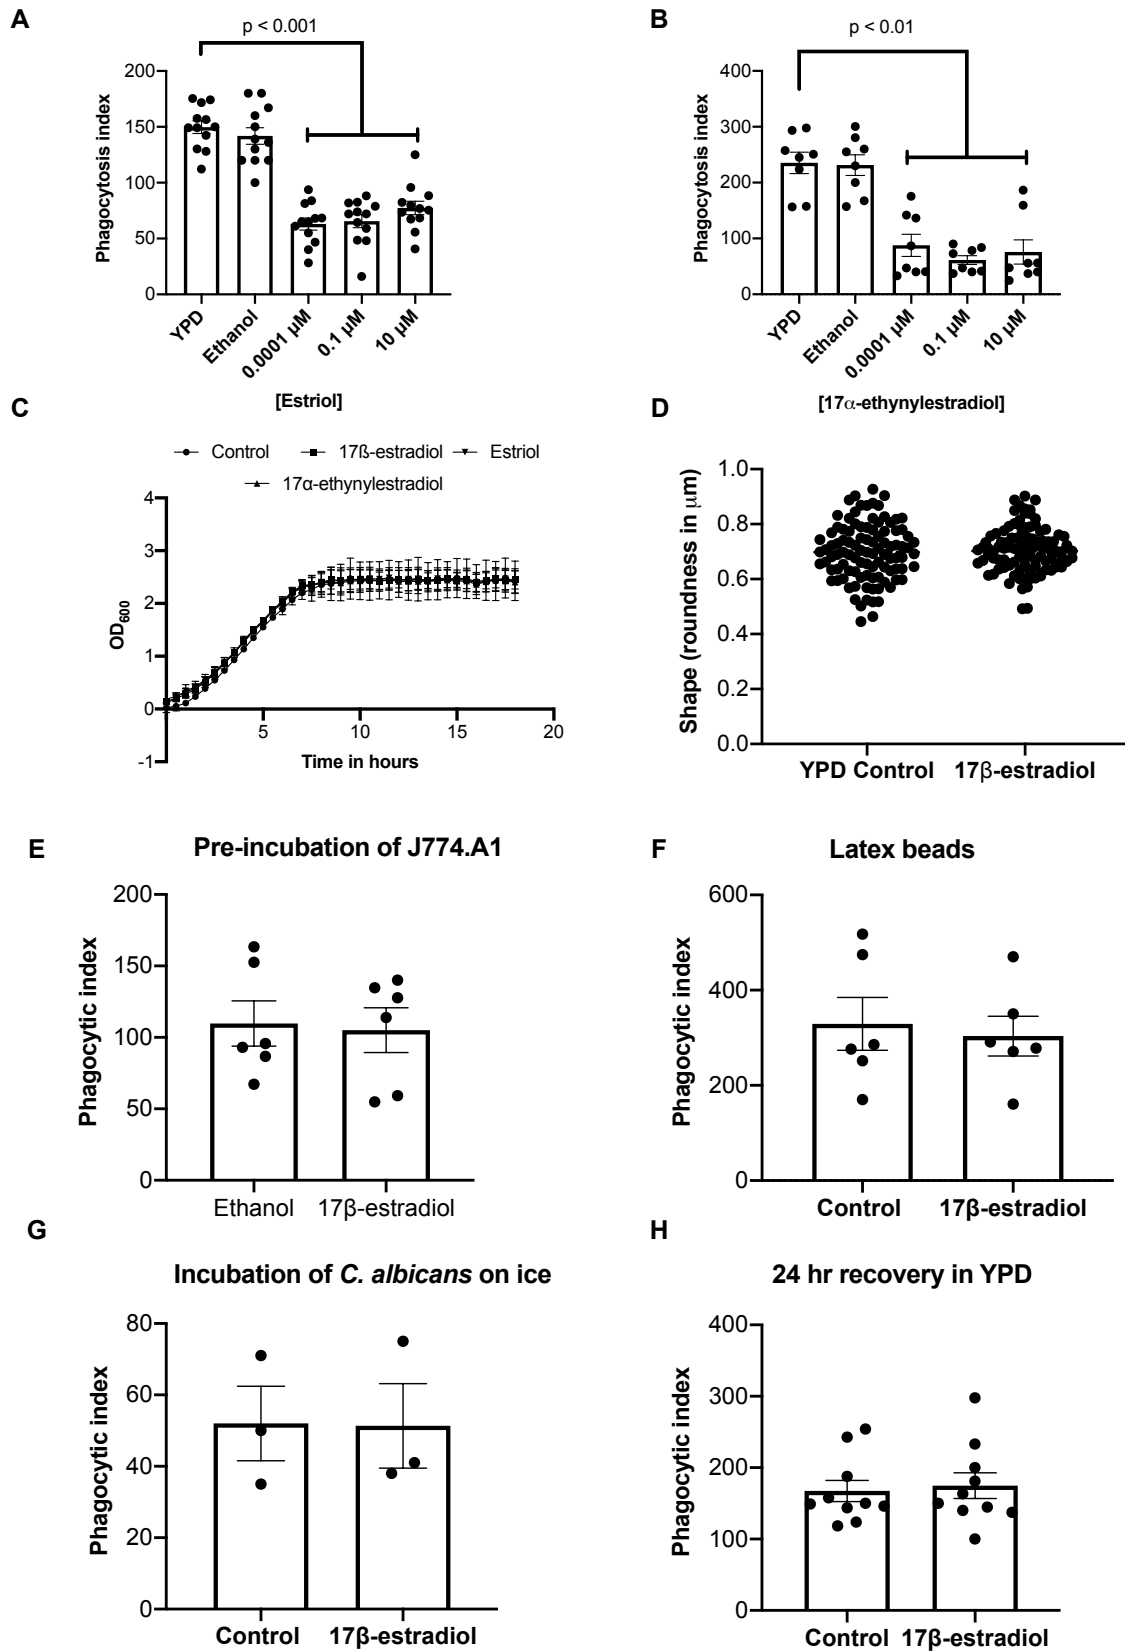 A
p < 0.001
Phagocytosis index
200
150
100
50
0
YPD
Ethanol
0.0001 µM
0.1 µM
10 µM
[Estriol]
B
p < 0.01
Phagocytosis index
400
300
200
100
0
YPD
Ethanol
0.0001 µM
0.1 µM
10 µM
[17α-ethynylestradiol]
C
Control
17ß-estradiol
Estriol
17α-ethynylestradiol
OD600
4
3
2
1
0
-1
5
10
15
20
Time in hours
D
Shape (roundness in µm)
1.0
0.8
0.6
0.4
0.2
0.0
YPD Control
17β-estradiol
E
Pre-incubation of J774.A1
Phagocytic index
200
150
100
50
0
Ethanol
17β-estradiol
F
Latex beads
Phagocytic index
600
400
200
0
Control
17β-estradiol
G
Incubation of C. albicans on ice
Phagocytic index
80
60
40
20
0
Control
17β-estradiol
H
24 hr recovery in YPD
Phagocytic index
400
300
200
100
0
Control
17β-estradiol